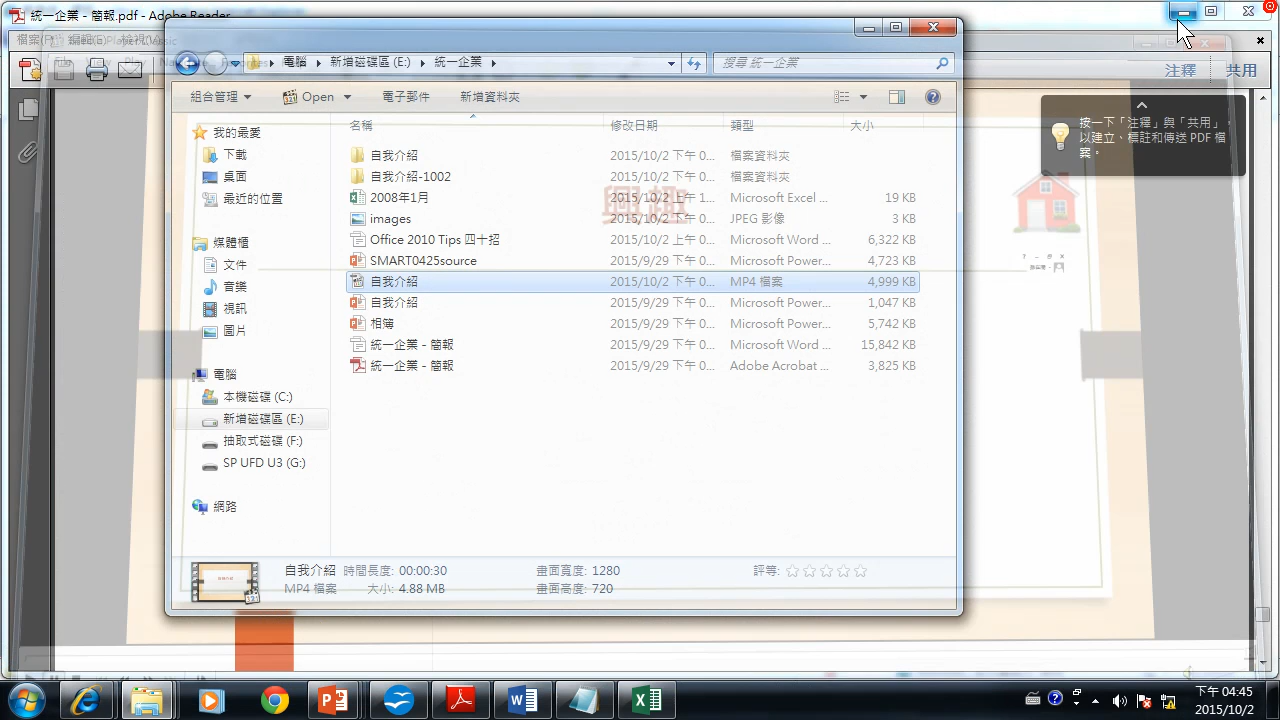 統一企業 - 簡報.pdf - Adobe Reader
檔案(F) 編輯(E) 檢視(V)
注釋 共用
電腦 新增磁碟區 (E:) 統一企業
搜尋 統一企業
組合管理 Open 電子郵件 新增資料夾
按一下「注釋」與「共用」，
以建立、標註和傳送 PDF 檔
案。
名稱 修改日期 類型 大小
我的最愛
下載
桌面
最近的位置
媒體櫃
文件
音樂
視訊
圖片
電腦
本機磁碟 (C:)
新增磁碟區 (E:)
抽取式磁碟 (F:)
SP UFD U3 (G:)
網路
自我介紹 2015/10/2 下午 0... 檔案資料夾
自我介紹-1002 2015/10/2 下午 0... 檔案資料夾
2008年1月 2015/10/2 上午 1... Microsoft Excel ... 19 KB
images 2015/10/2 下午 0... JPEG 影像 3 KB
Office 2010 Tips 四十招 2015/10/2 上午 0... Microsoft Word ... 6,322 KB
SMART0425source 2015/9/29 下午 0... Microsoft Power... 4,723 KB
自我介紹 2015/10/2 下午 0... MP4 檔案 4,999 KB
自我介紹 2015/9/29 下午 0... Microsoft Power... 1,047 KB
相簿 2015/9/29 下午 0... Microsoft Power... 5,742 KB
統一企業 - 簡報 2015/9/29 下午 0... Microsoft Word ... 15,842 KB
統一企業 - 簡報 2015/9/29 下午 0... Adobe Acrobat ... 3,825 KB
興趣
自我介紹 時間長度: 00:00:30 畫面寬度: 1280 評等:
MP4 檔案 大小: 4.88 MB 畫面高度: 720
下午 04:45
2015/10/2